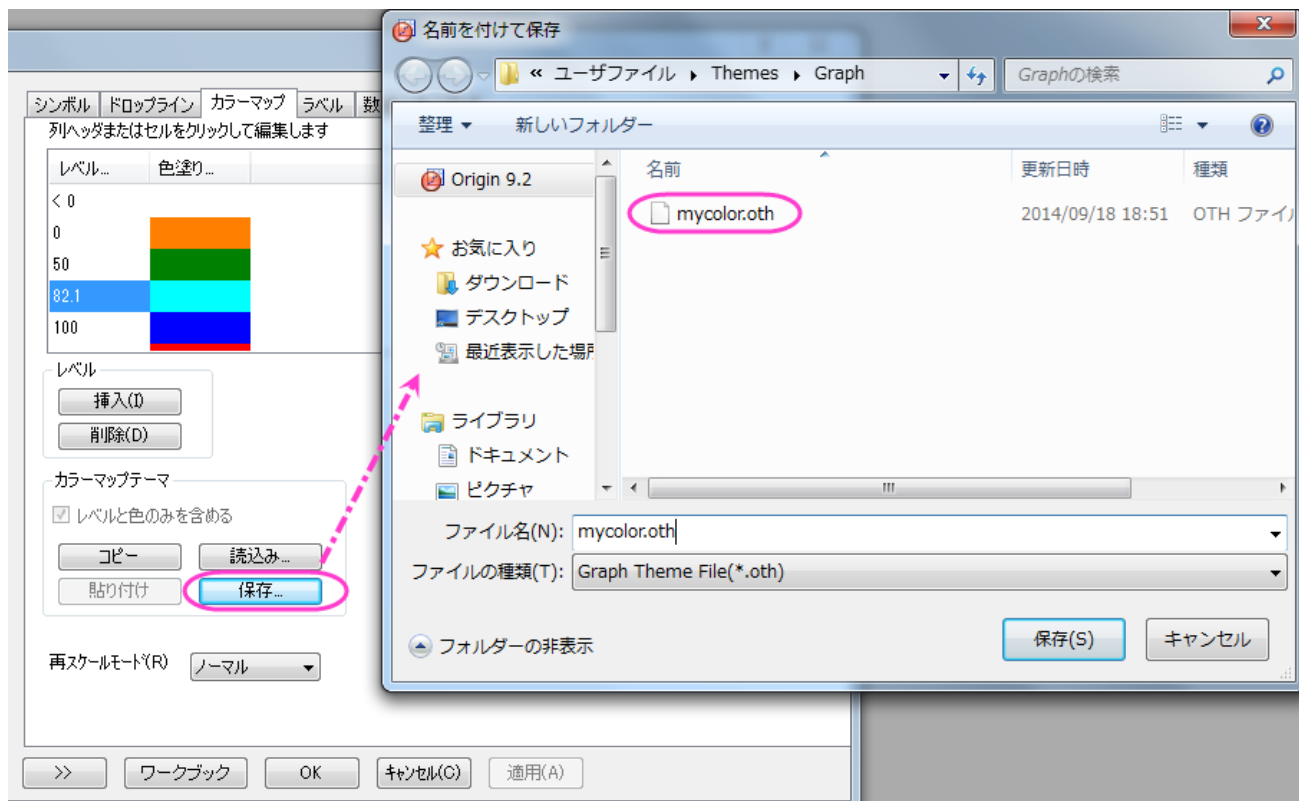 名前を付けて保存
« ユーザファイル ▸ Themes ▸ Graph
Graphの検索
整理 ▼ 新しいフォルダー
Origin 9.2
お気に入り
ダウンロード
デスクトップ
最近表示した場所
ライブラリ
ドキュメント
ピクチャ
名前 更新日時 種類
mycolor.oth 2014/09/18 18:51 OTH ファイ
ファイル名(N): mycolor.oth
ファイルの種類(T): Graph Theme File(*.oth)
フォルダーの非表示
保存(S) キャンセル
シンボル ドロップライン カラーマップ ラベル 数
列ヘッダまたはセルをクリックして編集します
レベル... 色塗り...
< 0
0
50
82.1
100
レベル
挿入(I)
削除(D)
カラーマップテーマ
レベルと色のみを含める
コピー 読込み...
貼り付け 保存...
再スケールモード(R) ノーマル
>> ワークブック OK キャンセル(C) 適用(A)